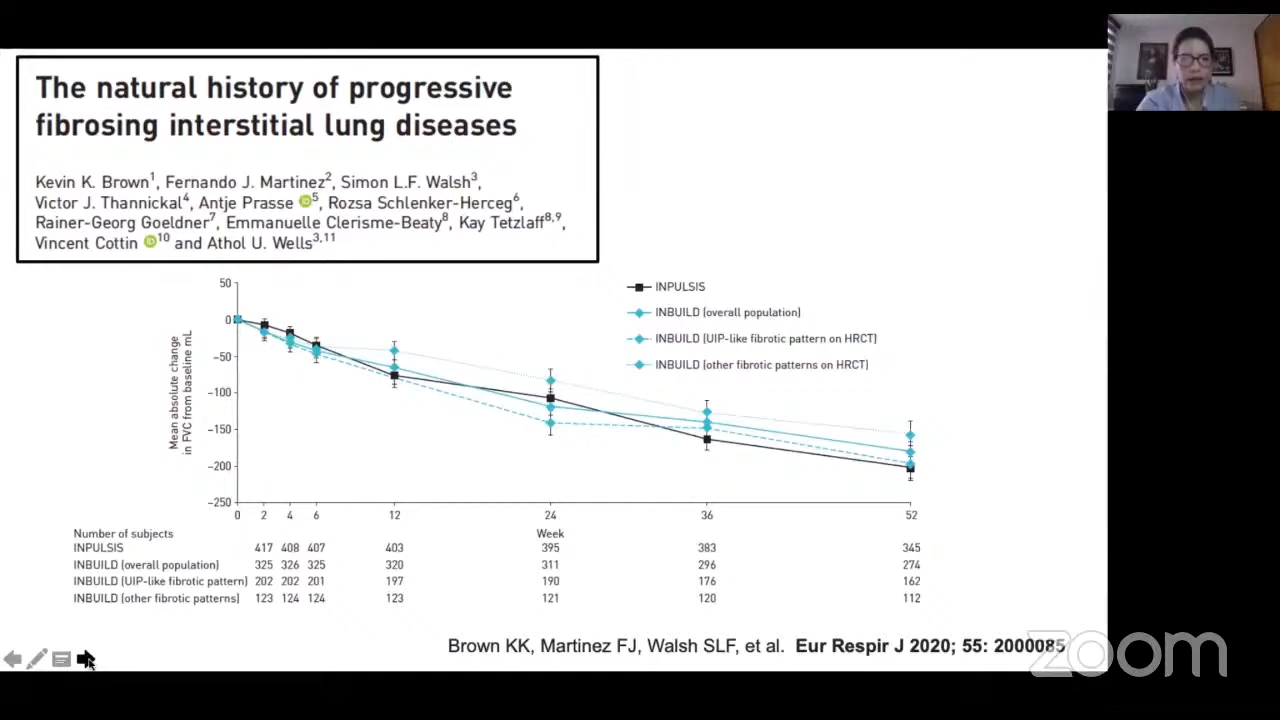 The natural history of progressive
fibrosing interstitial lung diseases
Kevin K. Brown1, Fernando J. Martinez2, Simon L.F. Walsh3,
Victor J. Thannickal4, Antje Prasse iD 5, Rozsa Schlenker-Herceg6,
Rainer-Georg Goeldner7, Emmanuelle Clerisme-Beaty8, Kay Tetzlaff8,9,
Vincent Cottin iD 10 and Athol U. Wells3,11
Mean absolute change
in FVC from baseline mL
50
0
−50
−100
−150
−200
−250
INPULSIS
INBUILD (overall population)
INBUILD (UIP-like fibrotic pattern on HRCT)
INBUILD (other fibrotic patterns on HRCT)
0 2 4 6 12 24 36 52
Week
Number of subjects
INPULSIS 417 408 407 403 395 383 345
INBUILD (overall population) 325 326 325 320 311 296 274
INBUILD (UIP-like fibrotic pattern) 202 202 201 197 190 176 162
INBUILD (other fibrotic patterns) 123 124 124 123 121 120 112
Brown KK, Martinez FJ, Walsh SLF, et al. Eur Respir J 2020; 55: 2000085
zoom